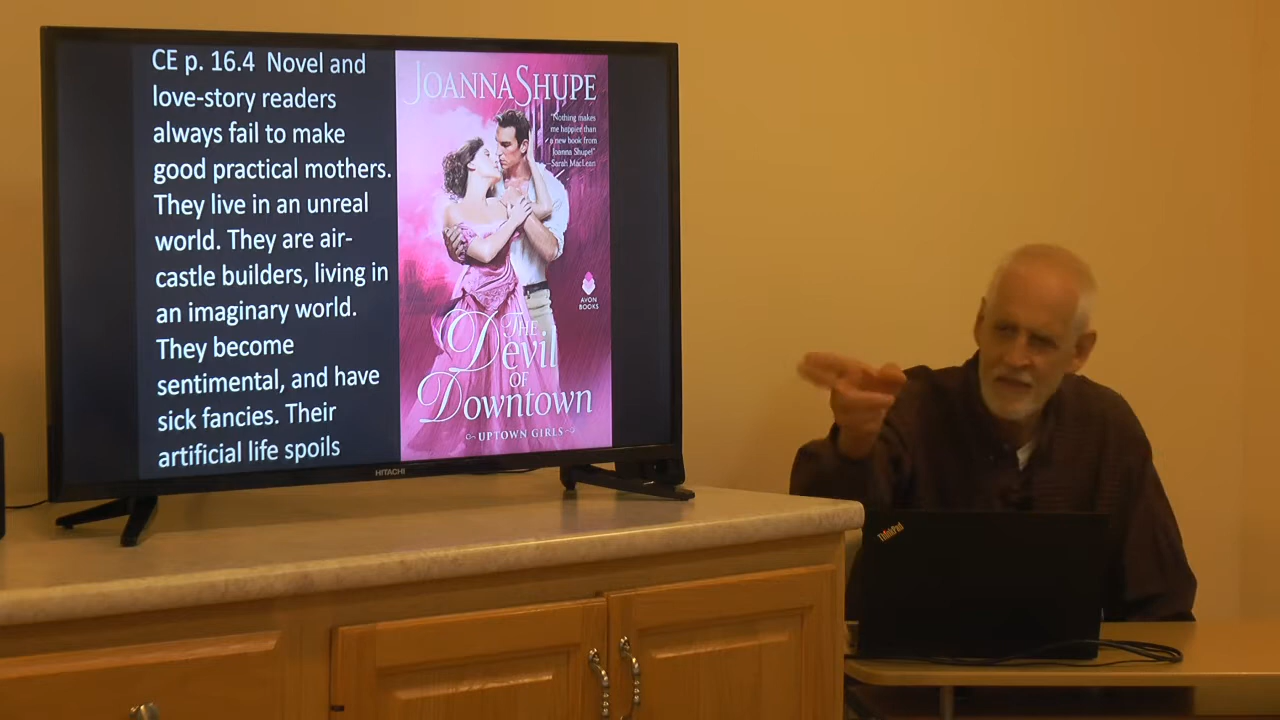 CE p. 16.4 Novel and
love-story readers
always fail to make
good practical mothers.
They live in an unreal
world. They are air-
castle builders, living in
an imaginary world.
They become
sentimental, and have
sick fancies. Their
artificial life spoils
JOANNA SHUPE
"Nothing makes
me happier than
a new book from
Joanna Shupe!"
—Sarah MacLean
AVON
BOOKS
THE
Devil
OF
Downtown
UPTOWN GIRLS
HITACHI
ThinkPad